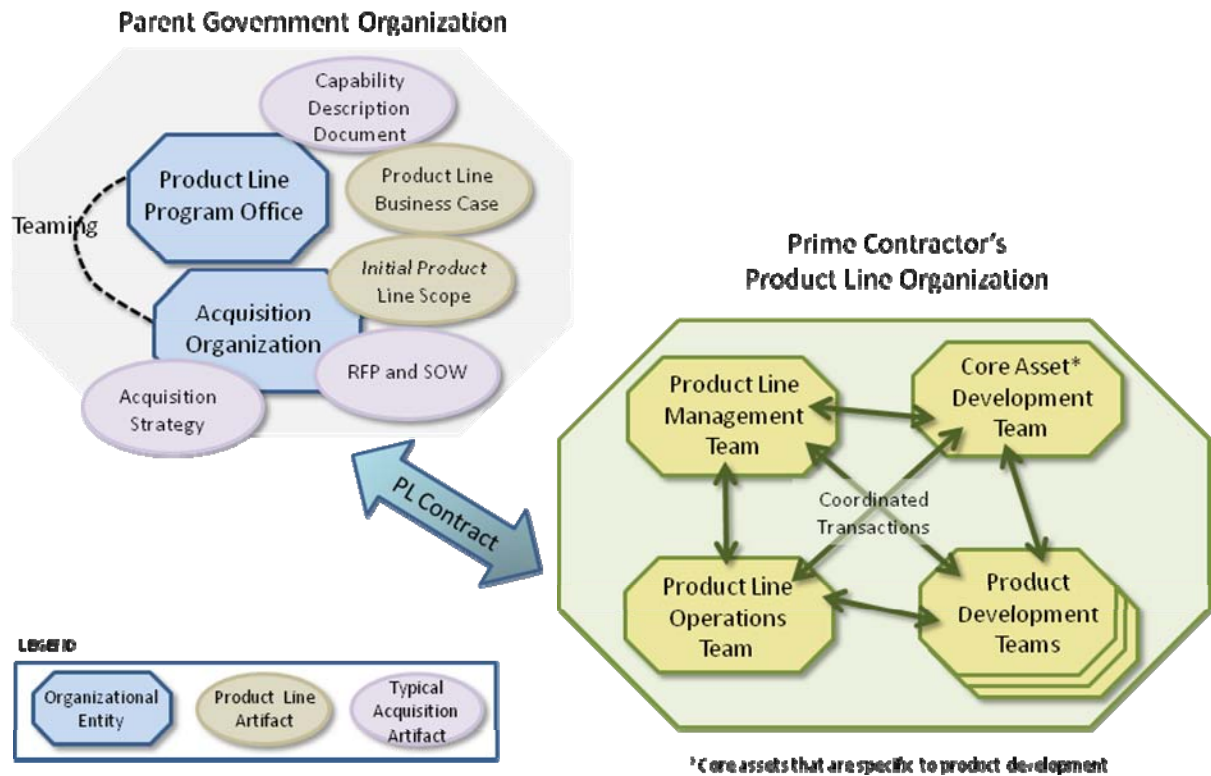 Parent Government Organization
Capability
Description
Document
Product Line
Program Office
Product Line
Business Case
Teaming
Initial Product
Line Scope
Acquisition
Organization
RFP and SOW
Acquisition
Strategy
PL Contract
Prime Contractor's
Product Line Organization
Product Line
Management
Team
Core Asset*
Development
Team
Coordinated
Transactions
Product Line
Operations
Team
Product
Development
Teams
LEGEND
Organizational
Entity
Product Line
Artifact
Typical
Acquisition
Artifact
*Core assets that are specific to product development